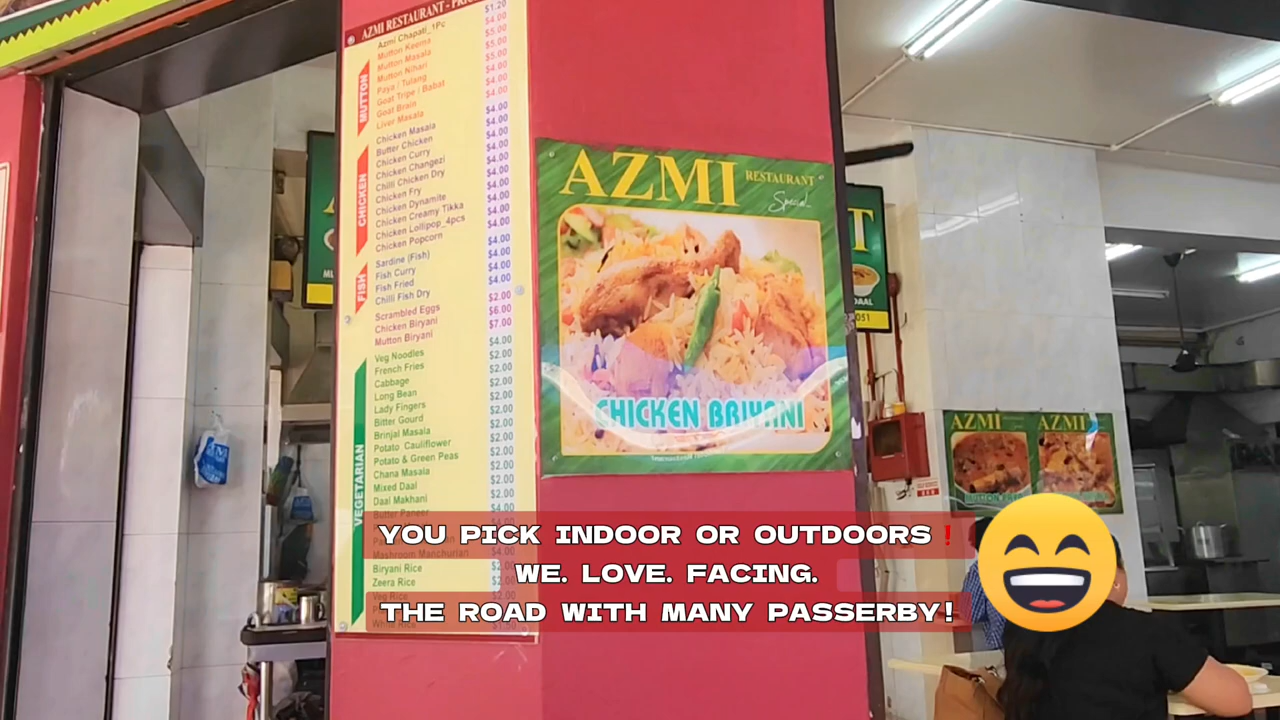 AZMI RESTAURANT - PRIC
Azmi Chapati_1Pc $1.20
MUTTON
Mutton Keema $4.00
Mutton Masala $5.00
Mutton Nihari $5.00
Paya / Tulang $5.00
Goat Tripe / Babat $4.00
Goat Brain $4.00
Liver Masala $4.00
CHICKEN
Chicken Masala $4.00
Butter Chicken $4.00
Chicken Curry $4.00
Chicken Changezi $4.00
Chilli Chicken Dry $4.00
Chicken Fry $4.00
Chicken Dynamite $4.00
Chicken Creamy Tikka $4.00
Chicken Lollipop_4pcs $4.00
Chicken Popcorn $4.00
FISH
Sardine (Fish) $4.00
Fish Curry $4.00
Fish Fried $4.00
Chilli Fish Dry $4.00
Scrambled Eggs $2.00
Chicken Biryani $6.00
Mutton Biryani $7.00
VEGETARIAN
Veg Noodles $4.00
French Fries $2.00
Cabbage $2.00
Long Bean $2.00
Lady Fingers $2.00
Bitter Gourd $2.00
Brinjal Masala $2.00
Potato Cauliflower $2.00
Potato & Green Peas $2.00
Chana Masala $2.00
Mixed Daal $2.00
Daal Makhani $2.00
Butter Paneer $4.00
Mashroom Manchurian
Biryani Rice
Zeera Rice
Veg Rice
White Rice
AZMI RESTAURANT
Special
CHICKEN BRIYANI
T
DAAL
051
AZMI
AZMI
YOU PICK INDOOR OR OUTDOORS❗
WE. LOVE. FACING.
THE ROAD WITH MANY PASSERBY!